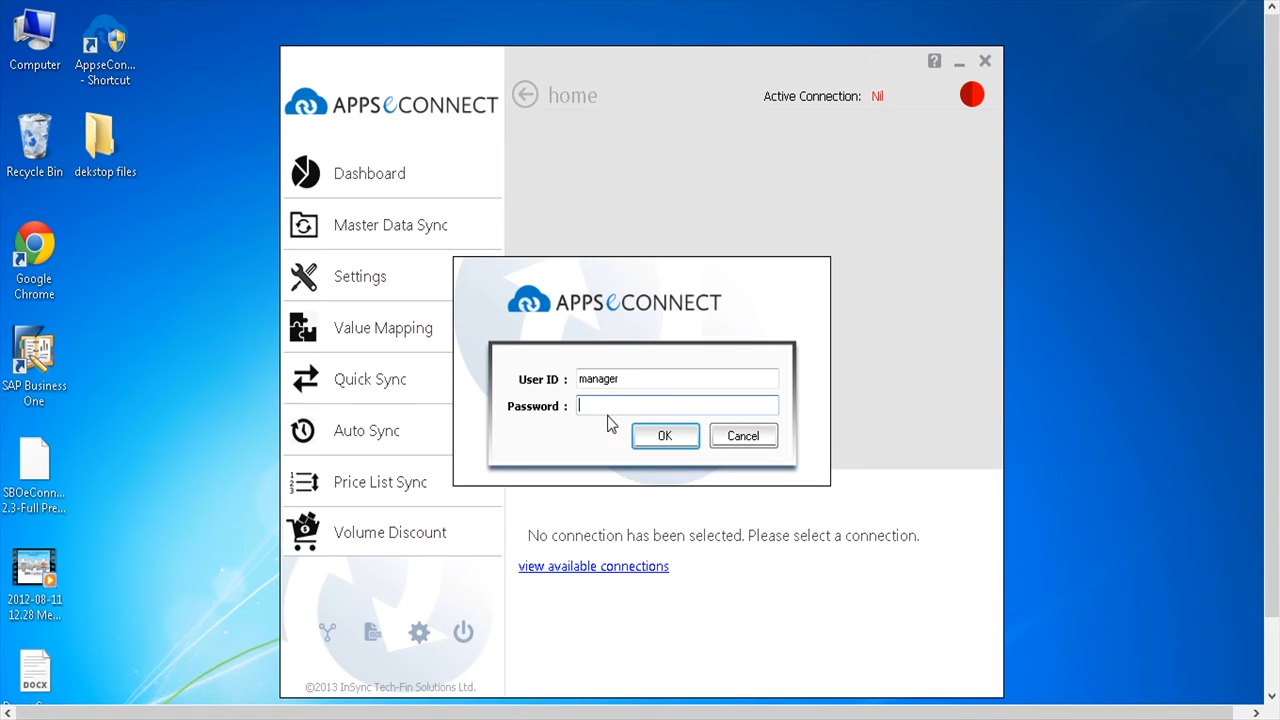 Computer
AppseCon...
- Shortcut
Recycle Bin
dekstop files
Google
Chrome
SAP Business
One
SBOeConn...
2.3-Full Pre...
2012-08-11
12.28 Me...
DOCX
APPSeCONNECT
home
Active Connection: Nil
Dashboard
Master Data Sync
Settings
Value Mapping
Quick Sync
Auto Sync
Price List Sync
Volume Discount
©2013 InSync Tech-Fin Solutions Ltd.
APPSeCONNECT
User ID : manager
Password :
OK Cancel
No connection has been selected. Please select a connection.
view available connections